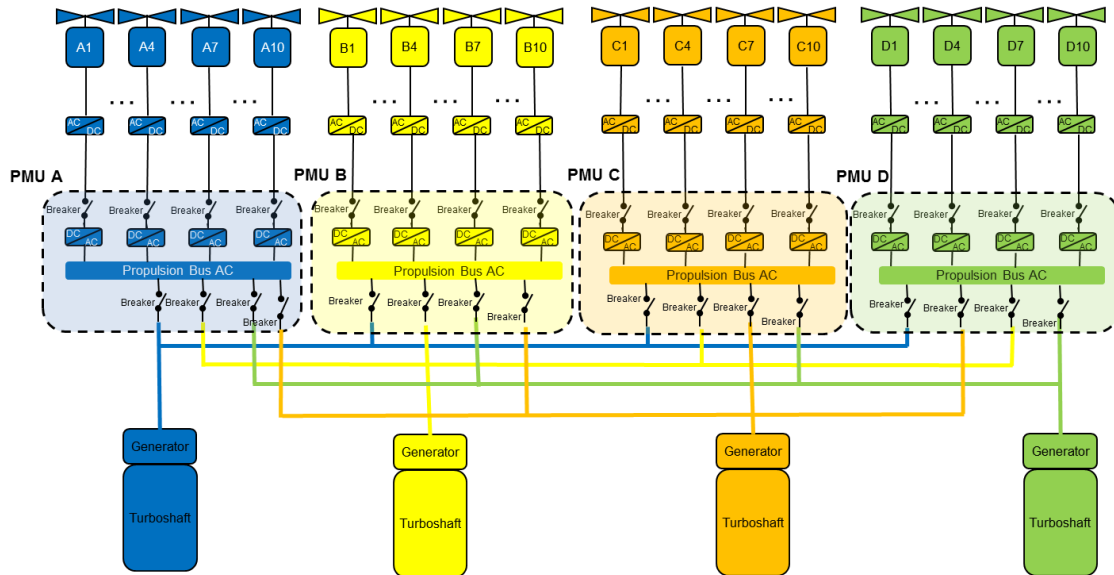 A1 A4 A7 A10 B1 B4 B7 B10 C1 C4 C7 C10 D1 D4 D7 D10
... ... ... ... ... ... ... ... ... ... ... ...
AC DC AC DC AC DC AC DC AC DC AC DC AC DC AC DC AC DC AC DC AC DC AC DC AC DC AC DC AC DC AC DC
PMU A PMU B PMU C PMU D
Breaker Breaker Breaker Breaker Breaker Breaker Breaker Breaker Breaker Breaker Breaker Breaker Breaker Breaker Breaker Breaker
DC AC DC AC DC AC DC AC DC AC DC AC DC AC DC AC DC AC DC AC DC AC DC AC DC AC DC AC DC AC DC AC
Propulsion Bus AC Propulsion Bus AC Propulsion Bus AC Propulsion Bus AC
Breaker Breaker Breaker Breaker Breaker Breaker Breaker Breaker Breaker Breaker Breaker Breaker
Breaker Breaker Breaker Breaker
Generator Generator Generator Generator
Turboshaft Turboshaft Turboshaft Turboshaft